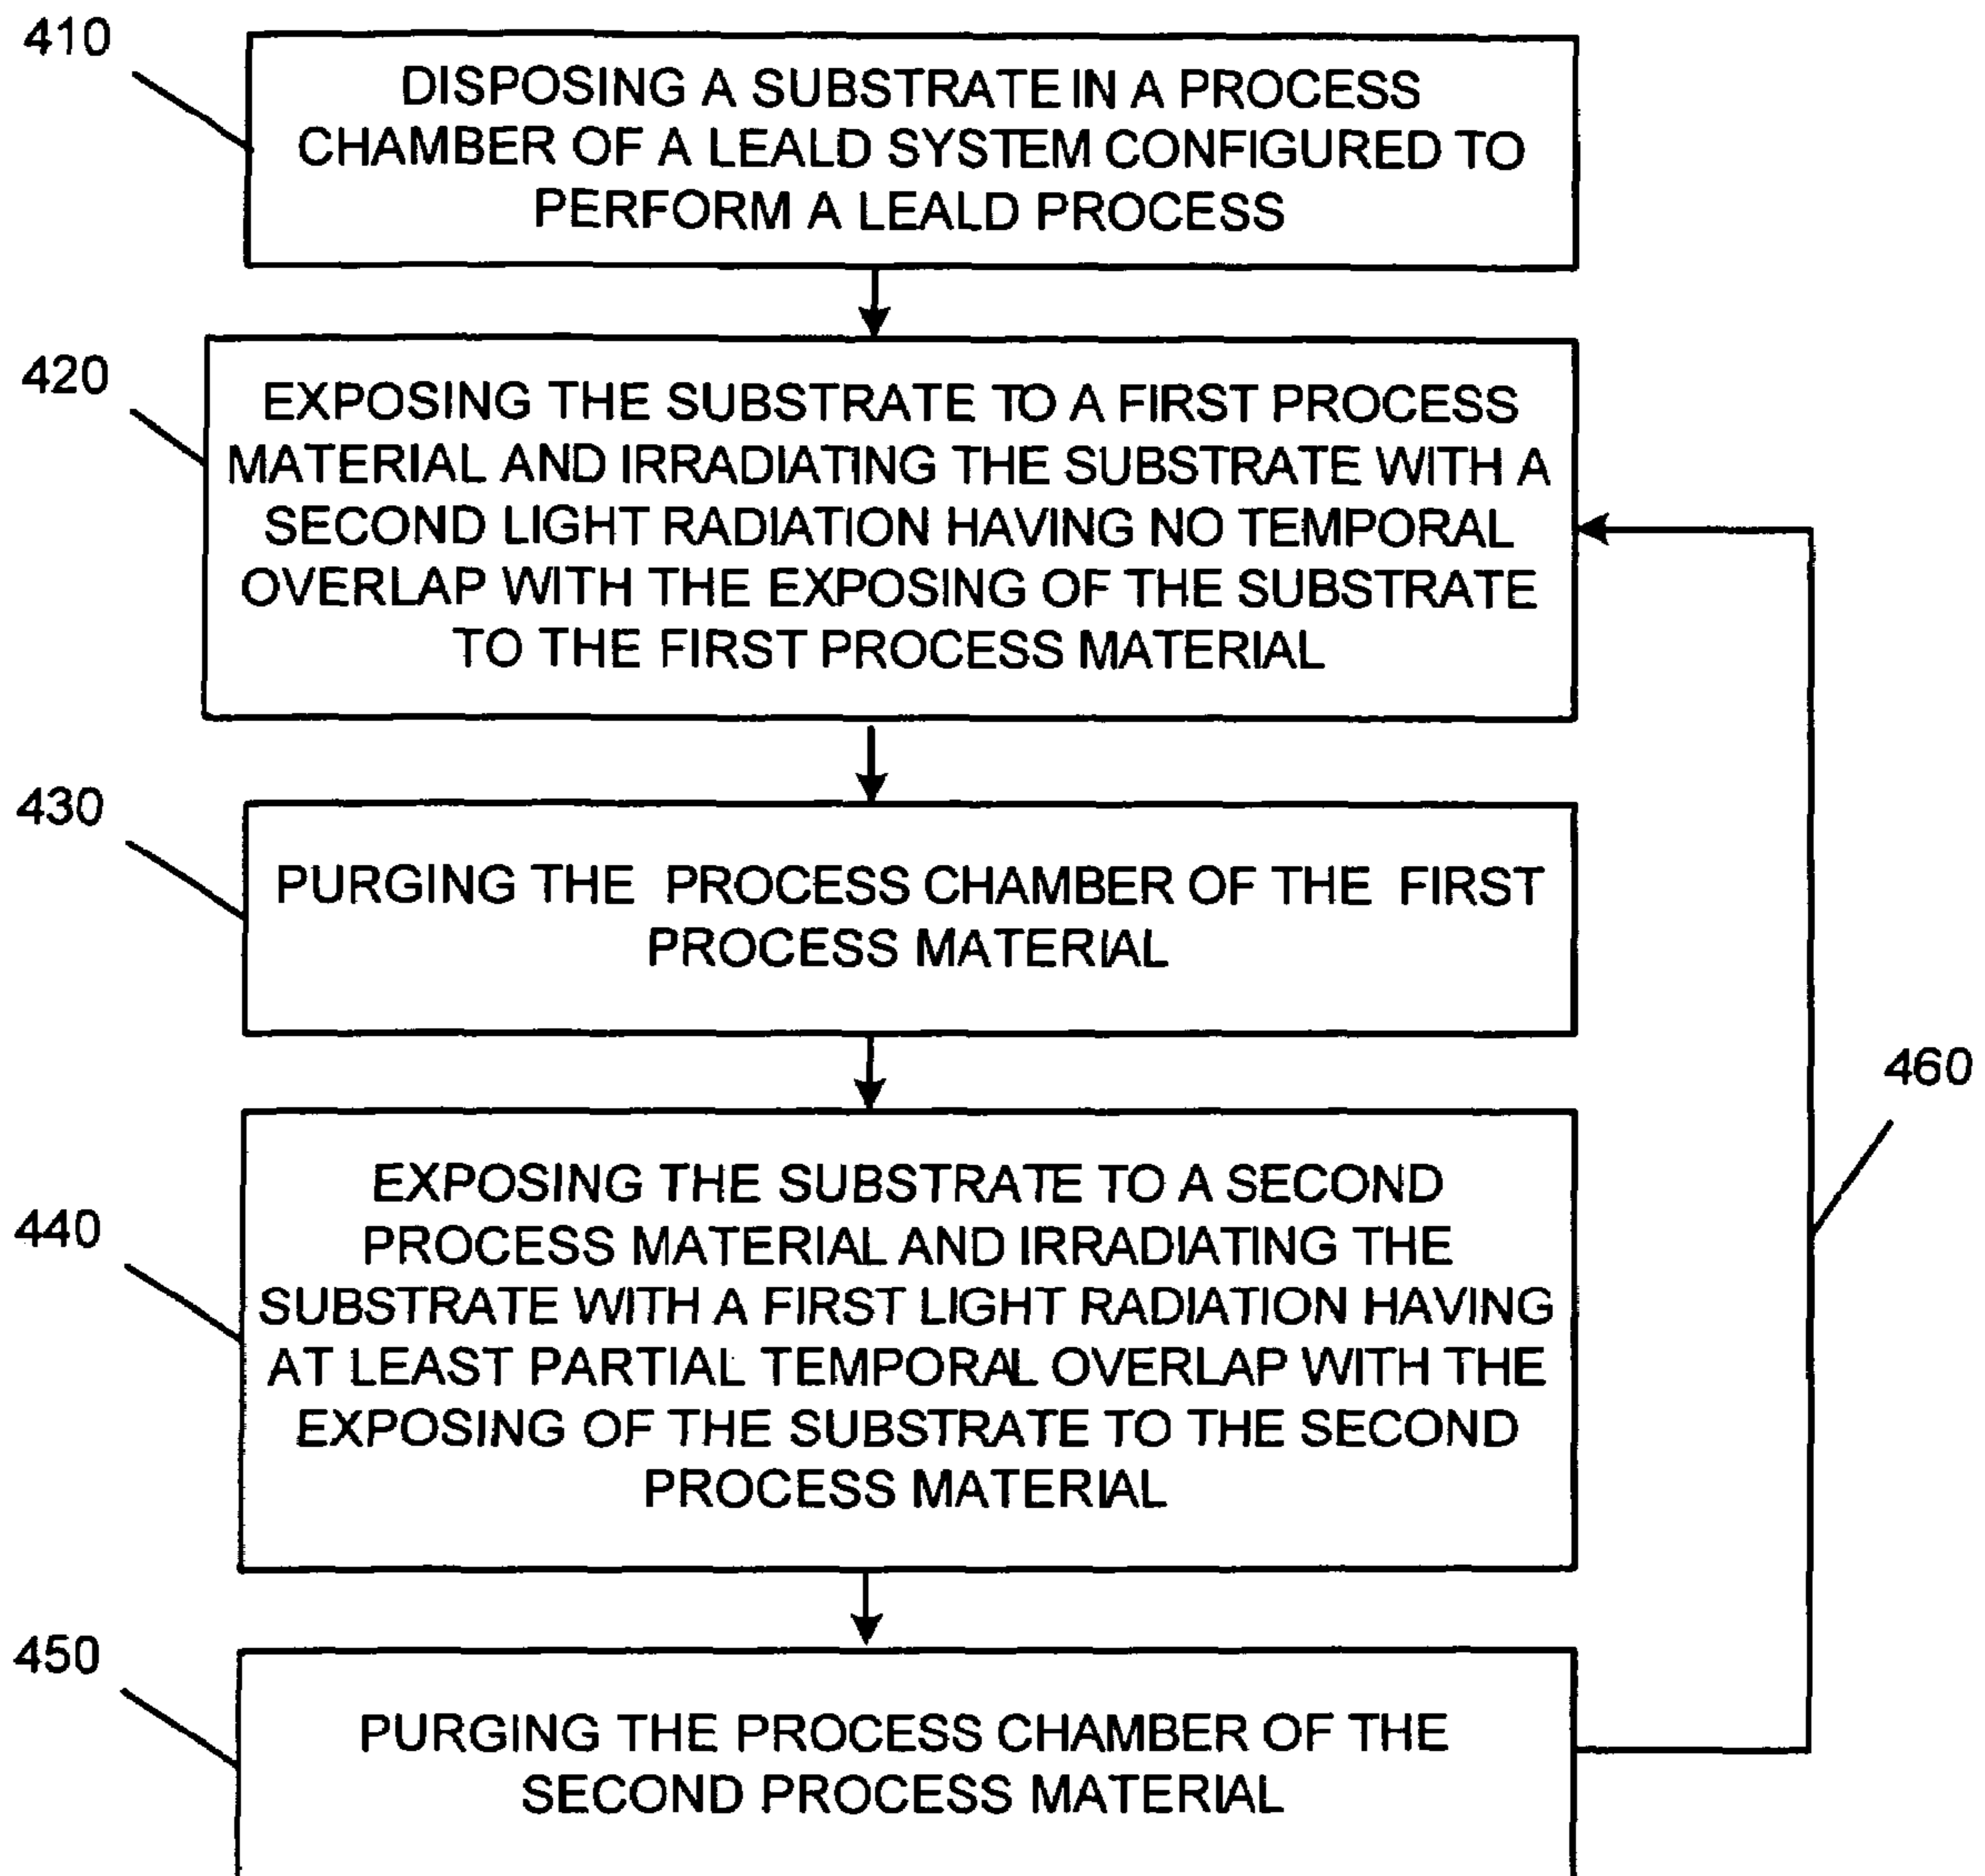 410
DISPOSING A SUBSTRATE IN A PROCESS
CHAMBER OF A LEALD SYSTEM CONFIGURED TO
PERFORM A LEALD PROCESS
420
EXPOSING THE SUBSTRATE TO A FIRST PROCESS
MATERIAL AND IRRADIATING THE SUBSTRATE WITH A
SECOND LIGHT RADIATION HAVING NO TEMPORAL
OVERLAP WITH THE EXPOSING OF THE SUBSTRATE
TO THE FIRST PROCESS MATERIAL
430
PURGING THE PROCESS CHAMBER OF THE FIRST
PROCESS MATERIAL
460
440
EXPOSING THE SUBSTRATE TO A SECOND
PROCESS MATERIAL AND IRRADIATING THE
SUBSTRATE WITH A FIRST LIGHT RADIATION HAVING
AT LEAST PARTIAL TEMPORAL OVERLAP WITH THE
EXPOSING OF THE SUBSTRATE TO THE SECOND
PROCESS MATERIAL
450
PURGING THE PROCESS CHAMBER OF THE
SECOND PROCESS MATERIAL